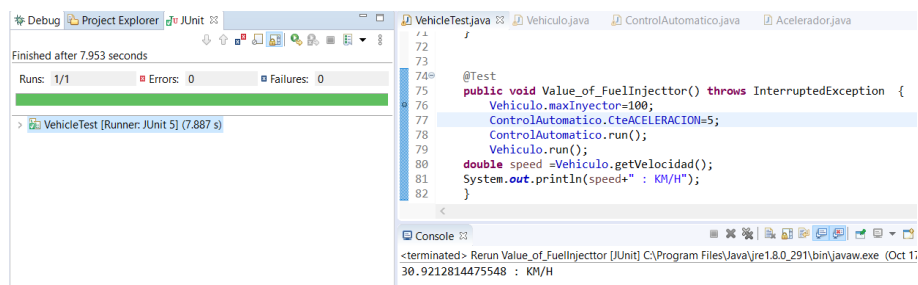 Debug Project Explorer JUnit
Finished after 7.953 seconds
Runs: 1/1 Errors: 0 Failures: 0
VehicleTest [Runner: JUnit 5] (7.887 s)
VehicleTest.java Vehiculo.java ControlAutomatico.java Acelerador.java
71 }
72
73
74 @Test
75 public void Value_of_FuelInjecttor() throws InterruptedException {
76 Vehiculo.maxInyector=100;
77 ControlAutomatico.CteACELERACION=5;
78 ControlAutomatico.run();
79 Vehiculo.run();
80 double speed =Vehiculo.getVelocidad();
81 System.out.println(speed+" : KM/H");
82 }
Console
<terminated> Rerun Value_of_FuelInjecttor [JUnit] C:\Program Files\Java\jre1.8.0_291\bin\javaw.exe (Oct 17
30.9212814475548 : KM/H